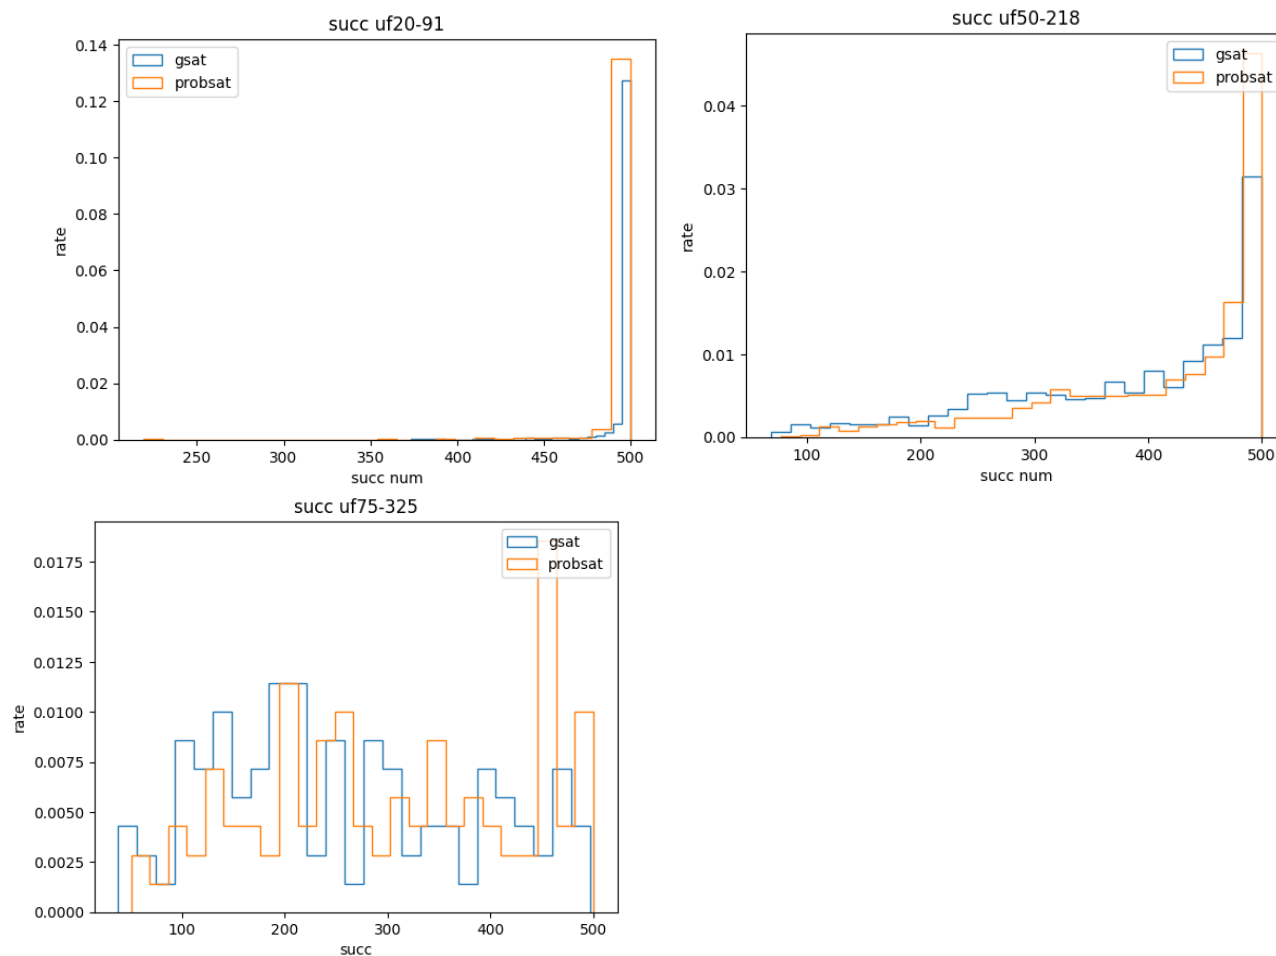 succ uf20-91
gsat
probsat
0.14
0.12
0.10
0.08
0.06
0.04
0.02
0.00
rate
250 300 350 400 450 500
succ num
succ uf50-218
gsat
probsat
0.04
0.03
0.02
0.01
0.00
rate
100 200 300 400 500
succ num
succ uf75-325
gsat
probsat
0.0175
0.0150
0.0125
0.0100
0.0075
0.0050
0.0025
0.0000
rate
100 200 300 400 500
succ